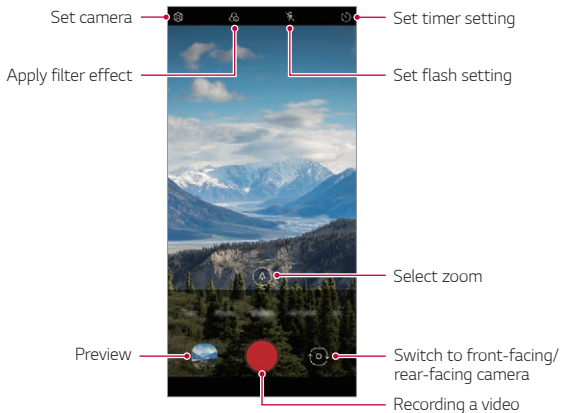 Set camera
Set timer setting
Apply filter effect
Set flash setting
Select zoom
Preview
Switch to front-facing/
rear-facing camera
Recording a video